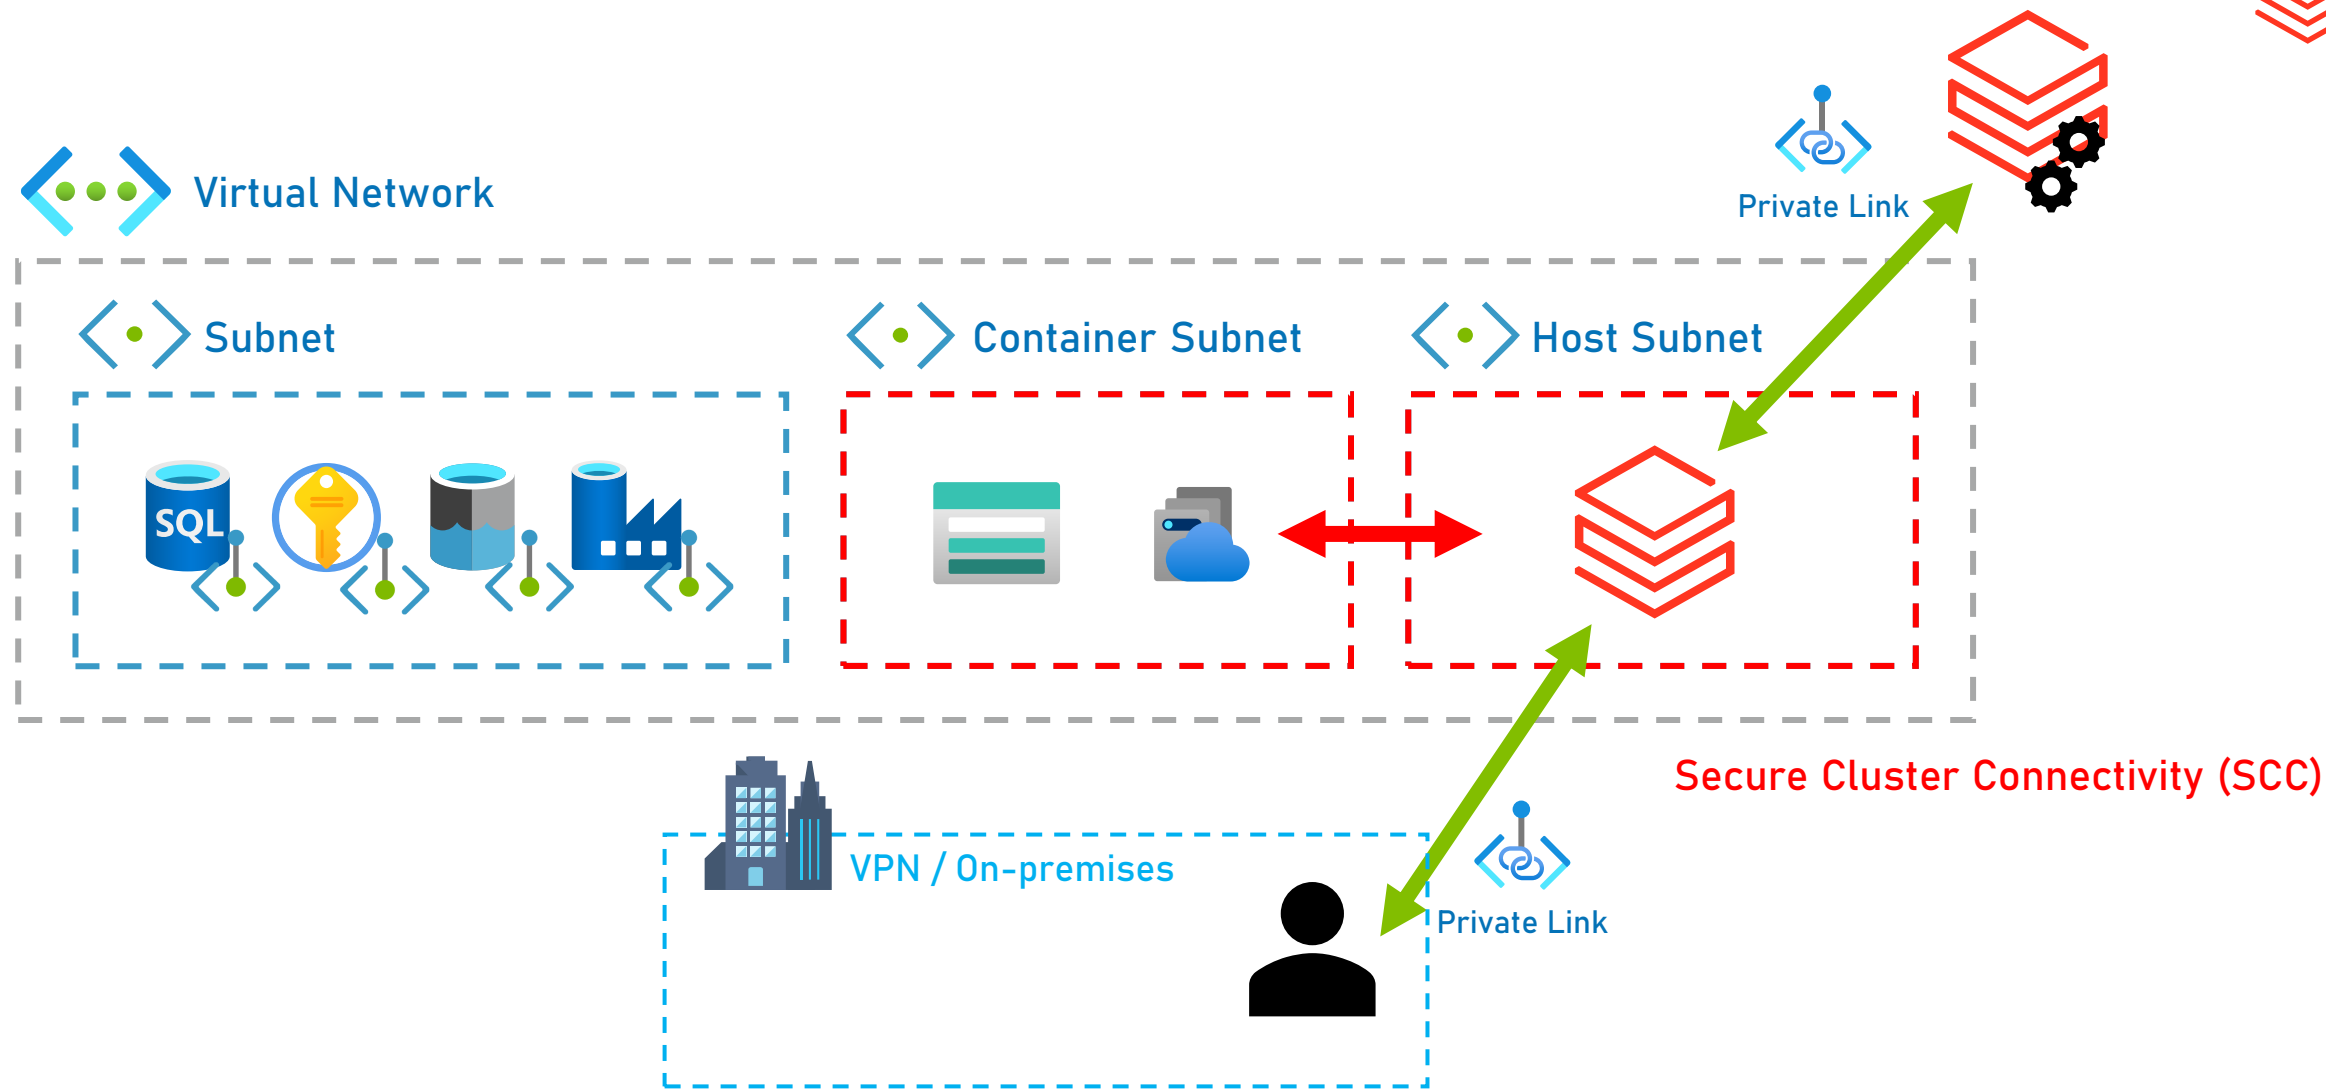 Virtual Network
Private Link
Subnet
Container Subnet
Host Subnet
SQL
Secure Cluster Connectivity (SCC)
VPN / On-premises
Private Link